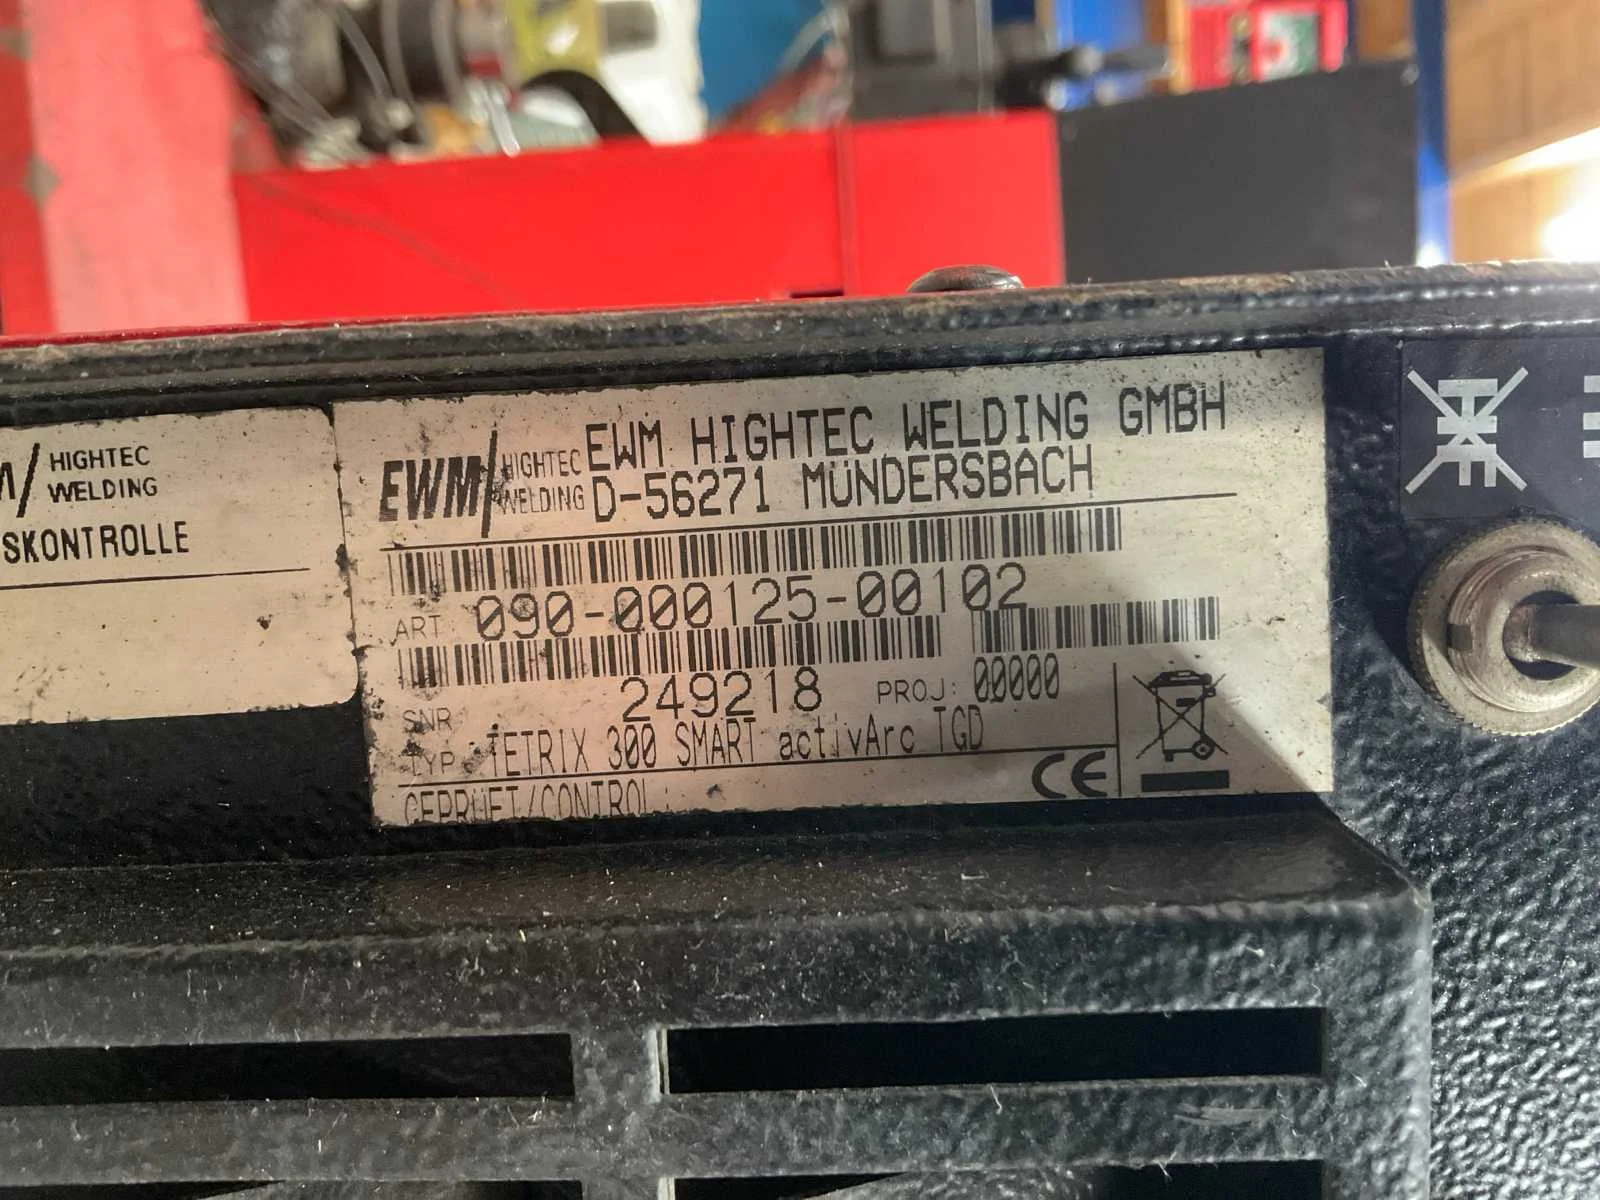 HIGHTEC
WELDING
SKONTROLLE
EWM HIGHTEC WELDING
EWM HIGHTEC WELDING GMBH
D-56271 MÜNDERSBACH
ART: 090-000125-00102
SNR 249218 PROJ: 00000
TYP: TETRIX 300 SMART activArc TGD
GEPRUFT/CONTROL:
CE